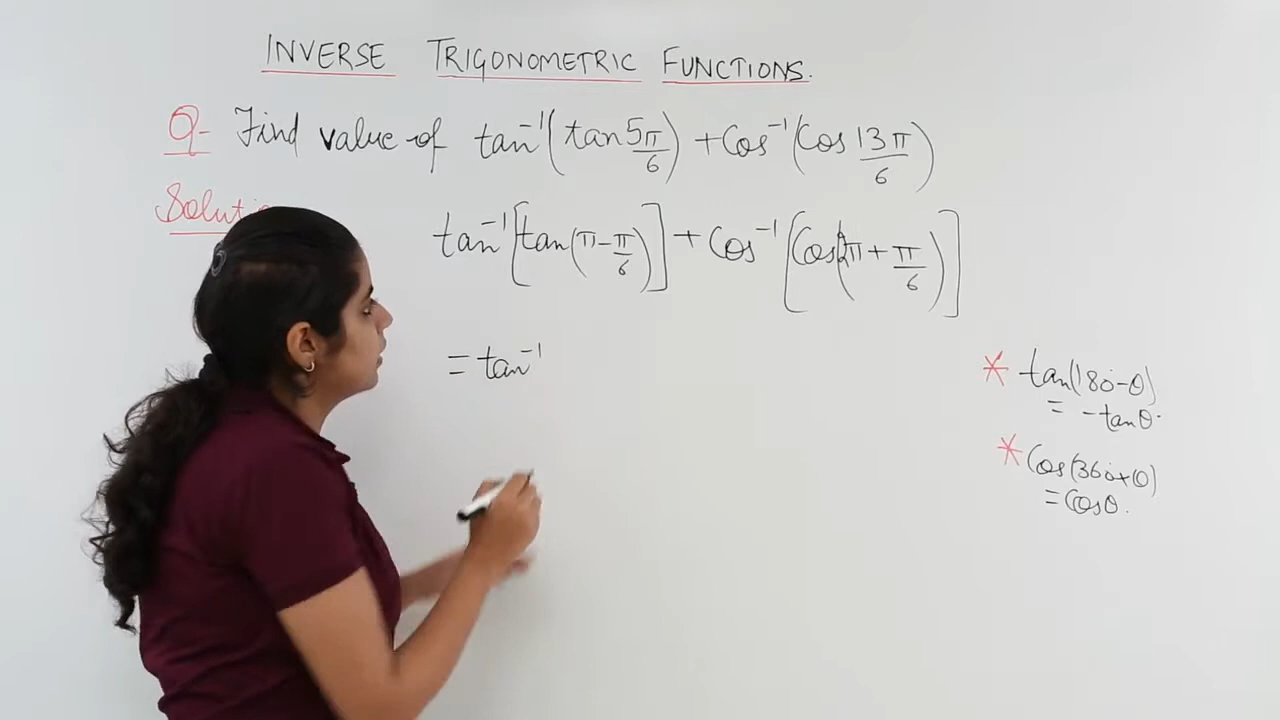 INVERSE TRIGONOMETRIC FUNCTIONS.
Q- Find value of tan⁻¹(tan 5π/6) + Cos⁻¹(Cos 13π/6)
Soluti
tan⁻¹[tan(π-π/6)] + Cos⁻¹[Cos(2π+π/6)]
= tan⁻¹
* tan(180-θ)
= -tanθ.
* Cos(360+θ)
= Cosθ.